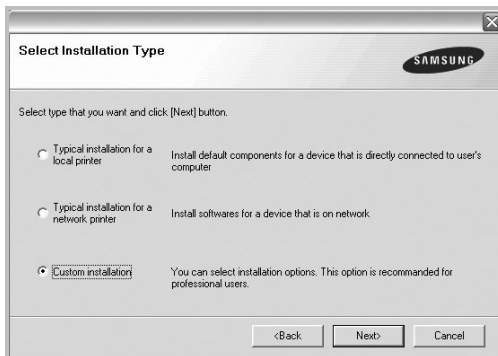 Select Installation Type
SAMSUNG
Select type that you want and click [Next] button.
Typical installation for a
local printer
Install default components for a device that is directly connected to user's
computer
Typical installation for a
network printer
Install softwares for a device that is on network
Custom installation
You can select installation options. This option is recommanded for
professional users.
<Back
Next>
Cancel